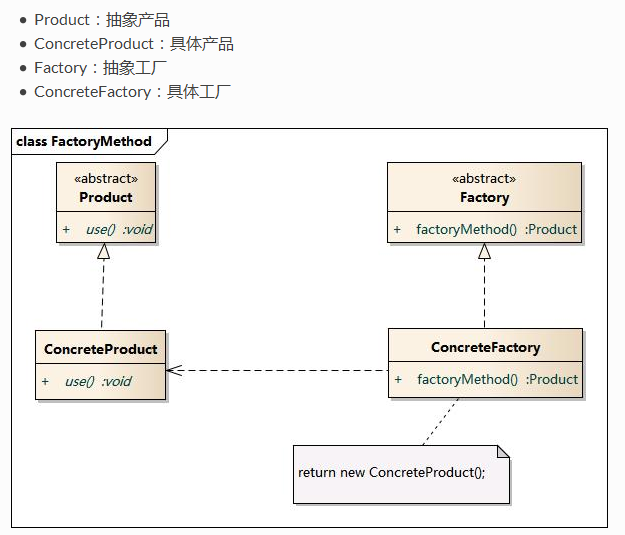 Product：抽象产品
ConcreteProduct：具体产品
Factory：抽象工厂
ConcreteFactory：具体工厂
class FactoryMethod
«abstract»
Product
+ use() :void
«abstract»
Factory
+ factoryMethod() :Product
ConcreteProduct
+ use() :void
ConcreteFactory
+ factoryMethod() :Product
return new ConcreteProduct();